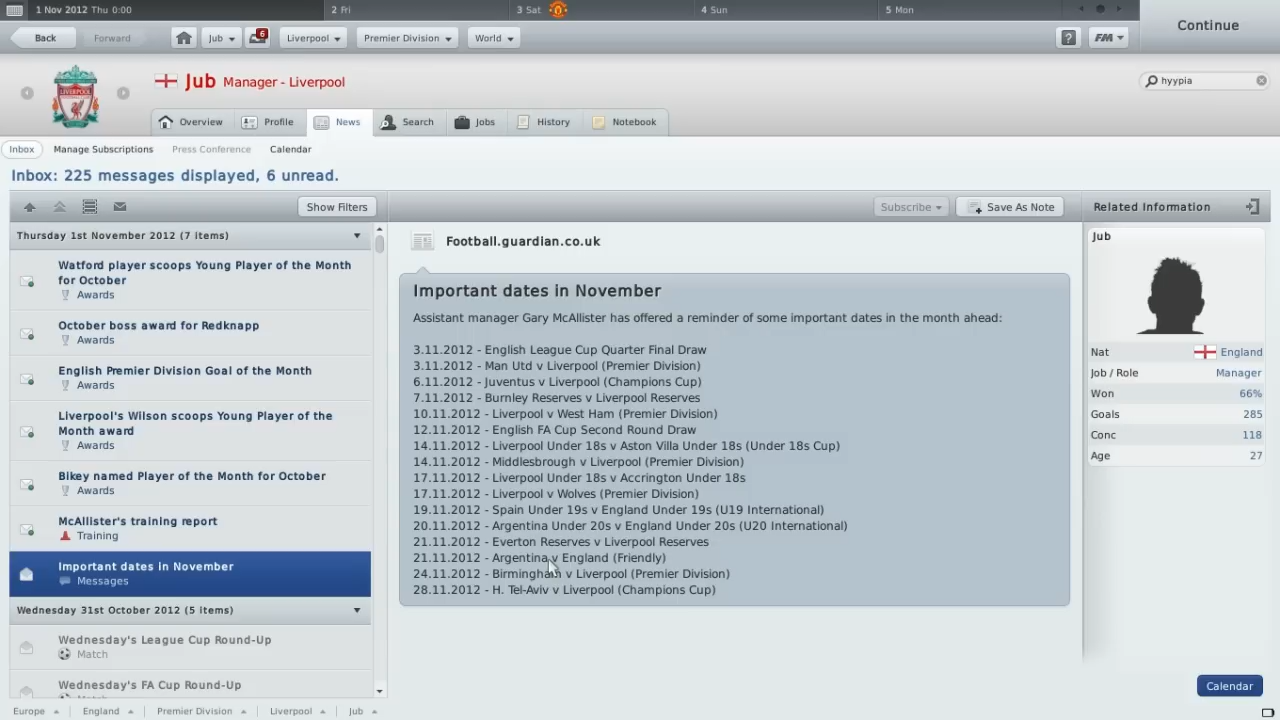 1 Nov 2012 Thu 0:00
2 Fri
3 Sat
4 Sun
5 Mon
Continue
Back
Forward
Jub
6
Liverpool
Premier Division
World
?
FM
Jub Manager - Liverpool
hyypia
Overview
Profile
News
Search
Jobs
History
Notebook
Inbox
Manage Subscriptions
Press Conference
Calendar
Inbox: 225 messages displayed, 6 unread.
Show Filters
Subscribe
Save As Note
Related Information
Thursday 1st November 2012 (7 items)
Watford player scoops Young Player of the Month
for October
Awards
October boss award for Redknapp
Awards
English Premier Division Goal of the Month
Awards
Liverpool's Wilson scoops Young Player of the
Month award
Awards
Bikey named Player of the Month for October
Awards
McAllister's training report
Training
Important dates in November
Messages
Wednesday 31st October 2012 (5 items)
Wednesday's League Cup Round-Up
Match
Wednesday's FA Cup Round-Up
Football.guardian.co.uk
Important dates in November
Assistant manager Gary McAllister has offered a reminder of some important dates in the month ahead:
3.11.2012 - English League Cup Quarter Final Draw
3.11.2012 - Man Utd v Liverpool (Premier Division)
6.11.2012 - Juventus v Liverpool (Champions Cup)
7.11.2012 - Burnley Reserves v Liverpool Reserves
10.11.2012 - Liverpool v West Ham (Premier Division)
12.11.2012 - English FA Cup Second Round Draw
14.11.2012 - Liverpool Under 18s v Aston Villa Under 18s (Under 18s Cup)
14.11.2012 - Middlesbrough v Liverpool (Premier Division)
17.11.2012 - Liverpool Under 18s v Accrington Under 18s
17.11.2012 - Liverpool v Wolves (Premier Division)
19.11.2012 - Spain Under 19s v England Under 19s (U19 International)
20.11.2012 - Argentina Under 20s v England Under 20s (U20 International)
21.11.2012 - Everton Reserves v Liverpool Reserves
21.11.2012 - Argentina v England (Friendly)
24.11.2012 - Birmingham v Liverpool (Premier Division)
28.11.2012 - H. Tel-Aviv v Liverpool (Champions Cup)
Jub
Nat England
Job / Role Manager
Won 66%
Goals 285
Conc 118
Age 27
Calendar
Europe
England
Premier Division
Liverpool
Jub